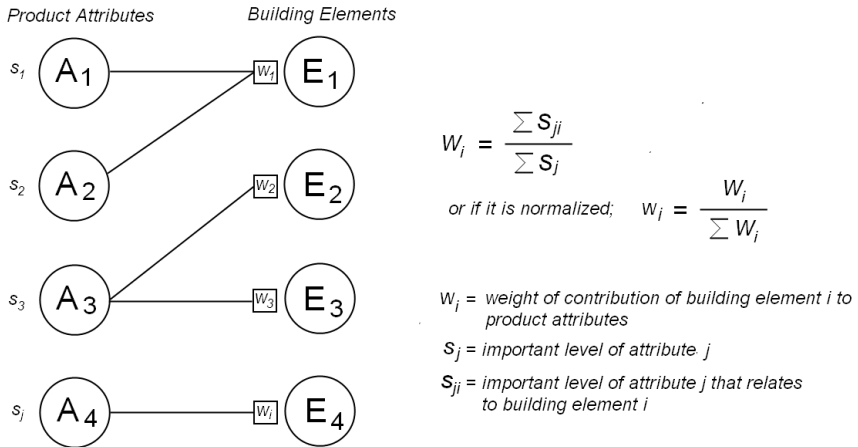 Product Attributes Building Elements
s₁ A₁ W₁ E₁
s₂ A₂ W₂ E₂
s₃ A₃ W₃ E₃
sⱼ A₄ Wᵢ E₄
Wᵢ = ∑ Sⱼᵢ / ∑ Sⱼ
or if it is normalized; wᵢ = Wᵢ / ∑ Wᵢ
Wᵢ = weight of contribution of building element i to
product attributes
Sⱼ = important level of attribute j
Sⱼᵢ = important level of attribute j that relates
to building element i